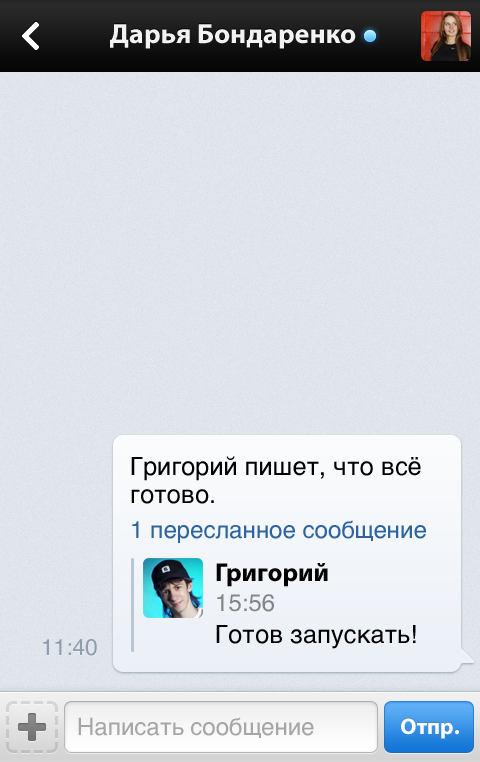 Дарья Бондаренко
Григорий пишет, что всё
готово.
1 пересланное сообщение
Григорий
15:56
Готов запускать!
11:40
Написать сообщение
Отпр.